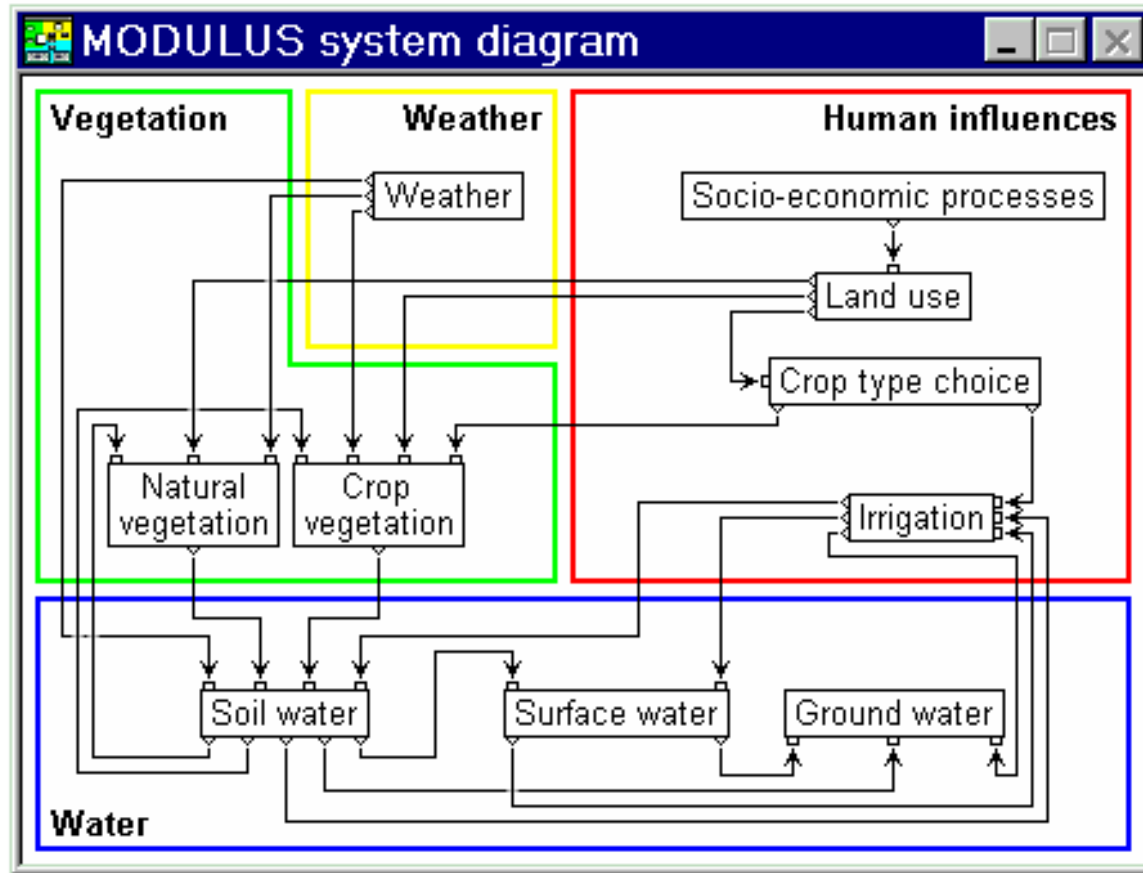 MODULUS system diagram
Vegetation
Weather
Human influences
Weather
Socio-economic processes
Land use
Crop type choice
Natural
vegetation
Crop
vegetation
Irrigation
Soil water
Surface water
Ground water
Water